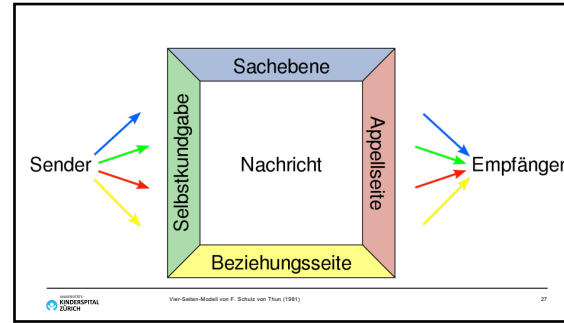 Sachebene
Sender
Selbstkundgabe
Nachricht
Appellseite
Empfänger
Beziehungsseite
UNIVERSITÄTS-
KINDERSPITAL
ZÜRICH
Vier-Seiten-Modell von F. Schulz von Thun (1981)
27